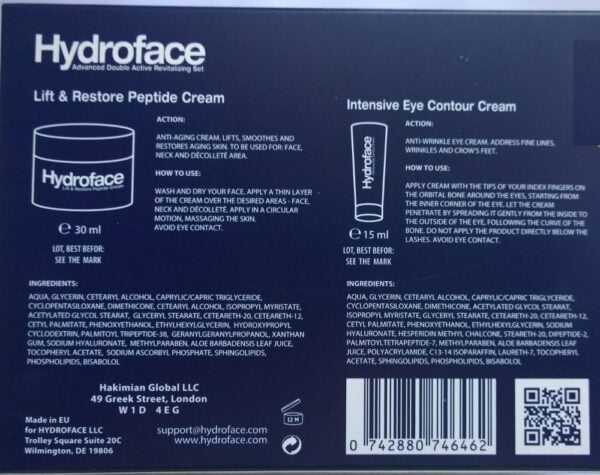 Hydroface
Advanced Double Active Revitalizing Set
Lift & Restore Peptide Cream
ACTION:
ANTI-AGING CREAM. LIFTS, SMOOTHES AND
RESTORES AGING SKIN. TO BE USED FOR: FACE,
NECK AND DÉCOLLETÉ AREA.
HOW TO USE:
WASH AND DRY YOUR FACE. APPLY A THIN LAYER
OF THE CREAM OVER THE DESIRED AREAS - FACE,
NECK AND DÉCOLLETÉ. APPLY IN A CIRCULAR
MOTION, MASSAGING THE SKIN.
AVOID EYE CONTACT.
Hydroface
Lift & Restore Peptide Cream
℮ 30 ml
LOT, BEST BEFOR:
SEE THE MARK
INGREDIENTS:
AQUA, GLYCERIN, CETEARYL ALCOHOL, CAPRYLIC/CAPRIC TRIGLYCERIDE,
CYCLOPENTASILOXANE, DIMETHICONE, CETEARYL ALCOHOL, ISOPROPYL MYRISTATE,
ACETYLATED GLYCOL STEARAT, GLYCERYL STEARATE, CETEARETH-20, CETEARETH-12,
CETYL PALMITATE, PHENOXYETHANOL, ETHYLHEXYLGLYCERIN, HYDROXYPROPYL
CYCLODEXTRIN, PALMITOYL TRIPEPTIDE-38, GERANYLGERANYLPROPANOL, XANTHAN
GUM, SODIUM HYALURONATE, METHYLPARABEN, ALOE BARBADENSIS LEAF JUICE,
TOCOPHERYL ACETATE, SODIUM ASCORBYL PHOSPHATE, SPHINGOLIPIDS,
PHOSPHOLIPIDS, BISABOLOL
Intensive Eye Contour Cream
ACTION:
ANTI-WRINKLE EYE CREAM. ADDRESS FINE LINES,
WRINKLES AND CROW'S FEET.
HOW TO USE:
APPLY CREAM WITH THE TIPS OF YOUR INDEX FINGERS ON
THE ORBITAL BONE AROUND THE EYES, STARTING FROM
THE INNER CORNER OF THE EYE. LET THE CREAM
PENETRATE BY SPREADING IT GENTLY FROM THE INSIDE TO
THE OUTSIDE OF THE EYE, FOLLOWING THE CURVE OF THE
BONE. DO NOT APPLY THE PRODUCT DIRECTLY BELOW THE
LASHES. AVOID EYE CONTACT.
Hydroface
℮ 15 ml
LOT, BEST BEFOR:
SEE THE MARK
INGREDIENTS:
AQUA, GLYCERIN, CETEARYL ALCOHOL, CAPRYLIC/CAPRIC TRIGLYCERIDE,
CYCLOPENTASILOXANE, DIMETHICONE, ACETYLATED GLYCOL STEARAT,
ISOPROPYL MYRISTATE, GLYCERYL STEARATE, CETEARETH-20, CETEARETH-12,
CETYL PALMITATE, PHENOXYETHANOL, ETHYLHEXYLGLYCERIN, SODIUM
HYALURONATE, HESPERIDIN METHYL CHALCONE, STEARETH-20, DIPEPTIDE-2,
PALMITOYLTETRAPEPTIDE-7, METHYLPARABEN, ALOE BARBADENSIS LEAF
JUICE, POLYACRYLAMIDE, C13-14 ISOPARAFFIN, LAURETH-7, TOCOPHERYL
ACETATE, SPHINGOLIPIDS, PHOSPHOLIPIDS, BISABOLOL
Hakimian Global LLC
49 Greek Street, London
W1D 4EG
Made in EU
for HYDROFACE LLC
Trolley Square Suite 20C
Wilmington, DE 19806
support@hydroface.com
www.hydroface.com
12 M
0 742880 746462